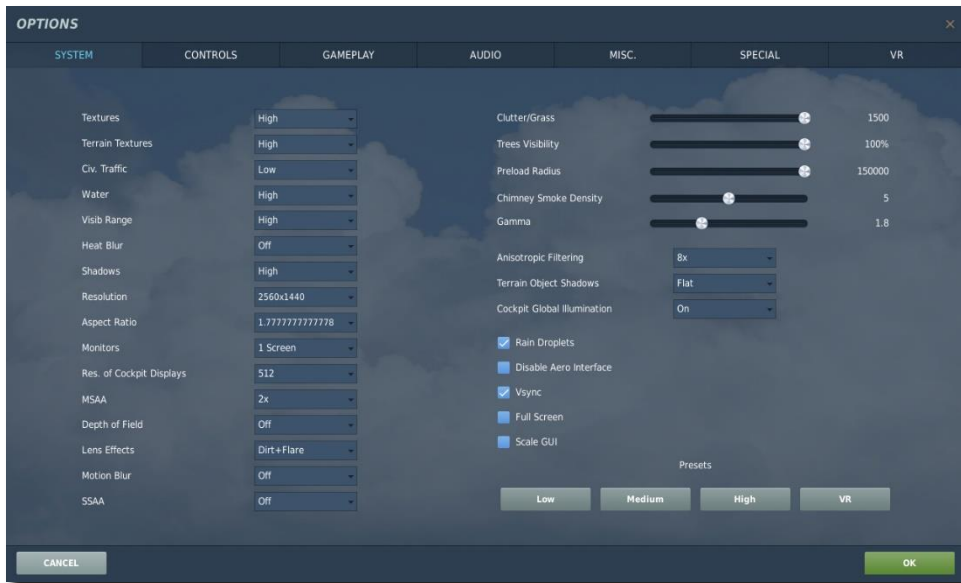 OPTIONS
SYSTEM CONTROLS GAMEPLAY AUDIO MISC. SPECIAL VR
Textures High
Terrain Textures High
Civ. Traffic Low
Water High
Visib Range High
Heat Blur Off
Shadows High
Resolution 2560x1440
Aspect Ratio 1.7777777777778
Monitors 1 Screen
Res. of Cockpit Displays 512
MSAA 2x
Depth of Field Off
Lens Effects Dirt+Flare
Motion Blur Off
SSAA Off
Clutter/Grass 1500
Trees Visibility 100%
Preload Radius 150000
Chimney Smoke Density 5
Gamma 1.8
Anisotropic Filtering 8x
Terrain Object Shadows Flat
Cockpit Global Illumination On
Rain Droplets
Disable Aero Interface
Vsync
Full Screen
Scale GUI
Presets
Low Medium High VR
CANCEL OK